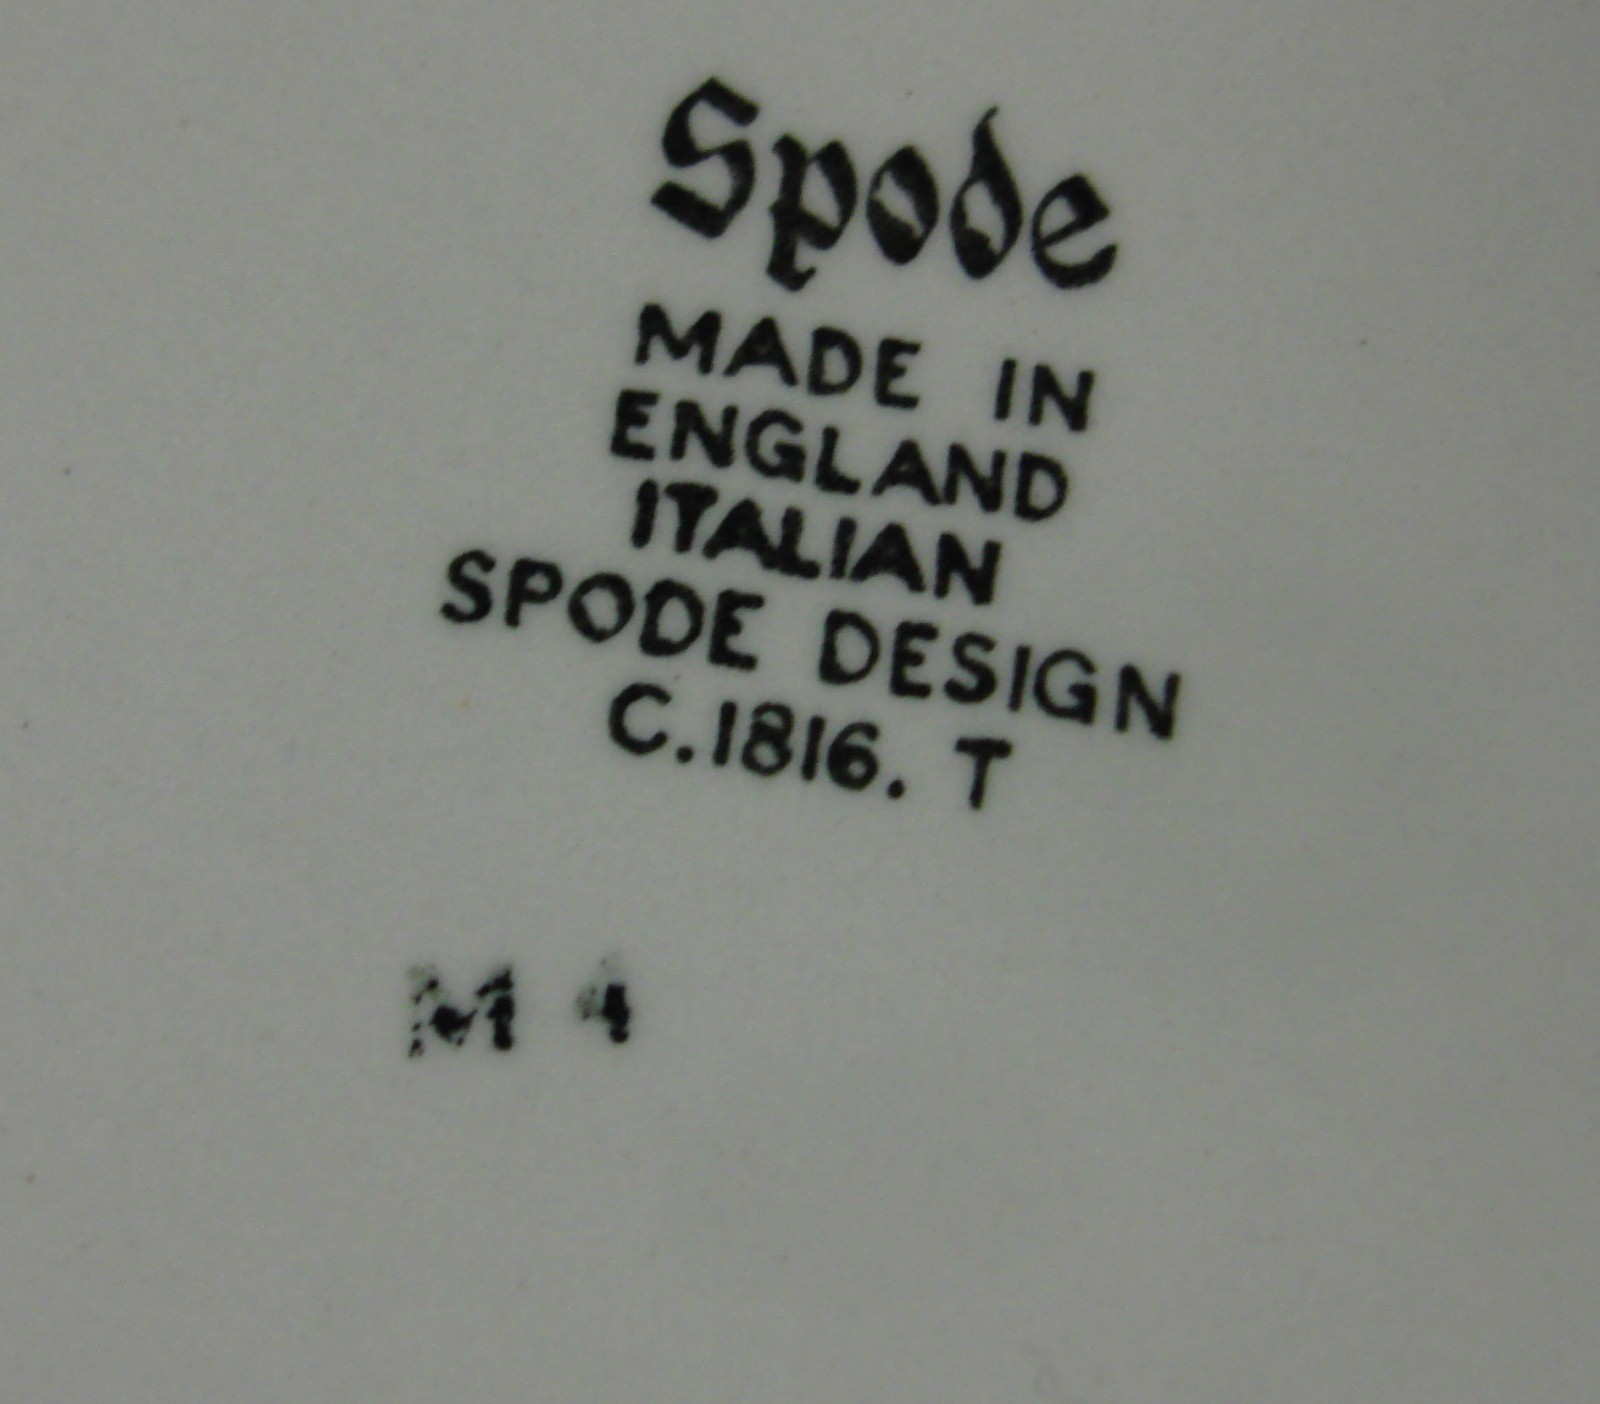 Spode
MADE IN
ENGLAND
ITALIAN
SPODE DESIGN
C.1816. T
M 4